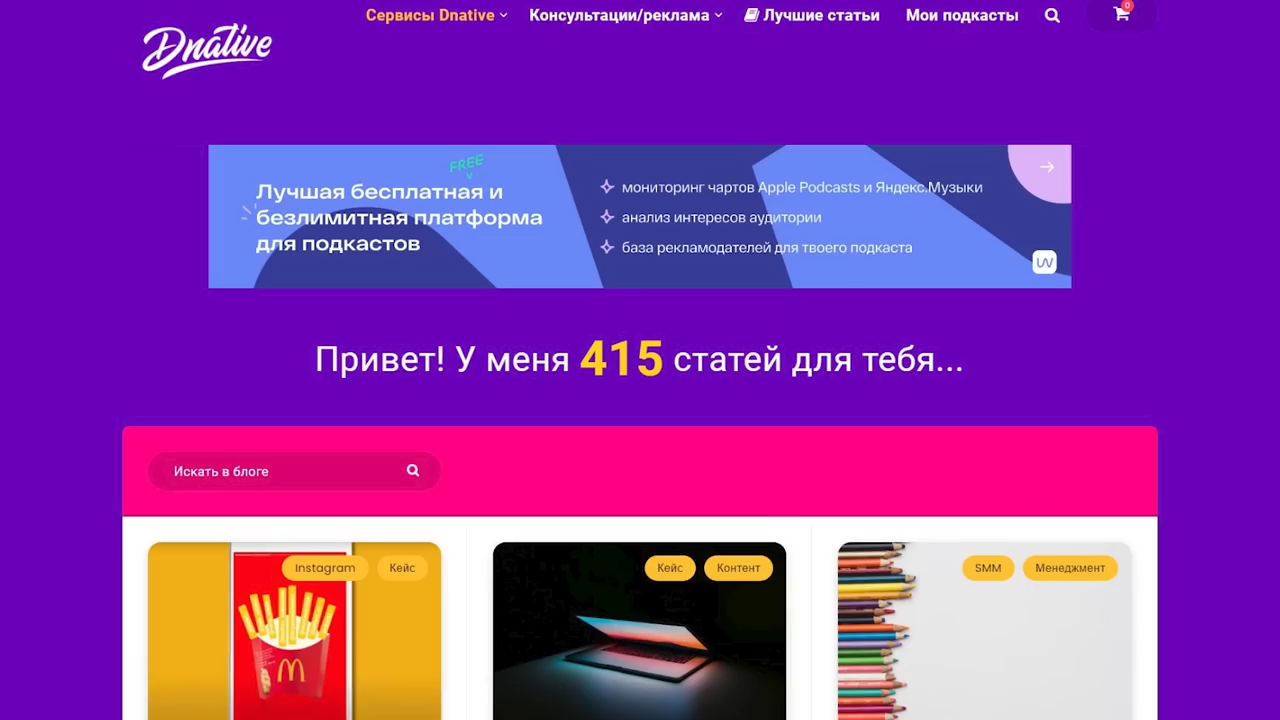 Dnative
Сервисы Dnative
Консультации/реклама
Лучшие статьи
Мои подкасты
0
FREE
Лучшая бесплатная и
безлимитная платформа
для подкастов
мониторинг чартов Apple Podcasts и Яндекс.Музыки
анализ интересов аудитории
база рекламодателей для твоего подкаста
Привет! У меня 415 статей для тебя...
Искать в блоге
Instagram
Кейс
Кейс
Контент
SMM
Менеджмент